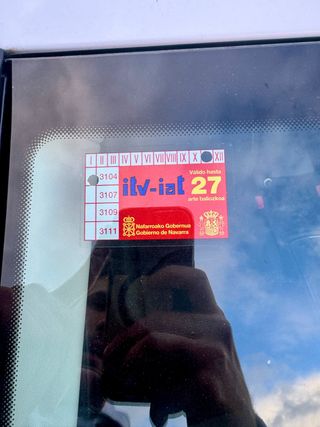 I II III IV V VI VII VIII IX X XII
3104
3107
3109
3111
itv-iat
Válido hasta
27
arte baliozkoa
Nafarroako Gobernua
Gobierno de Navarra